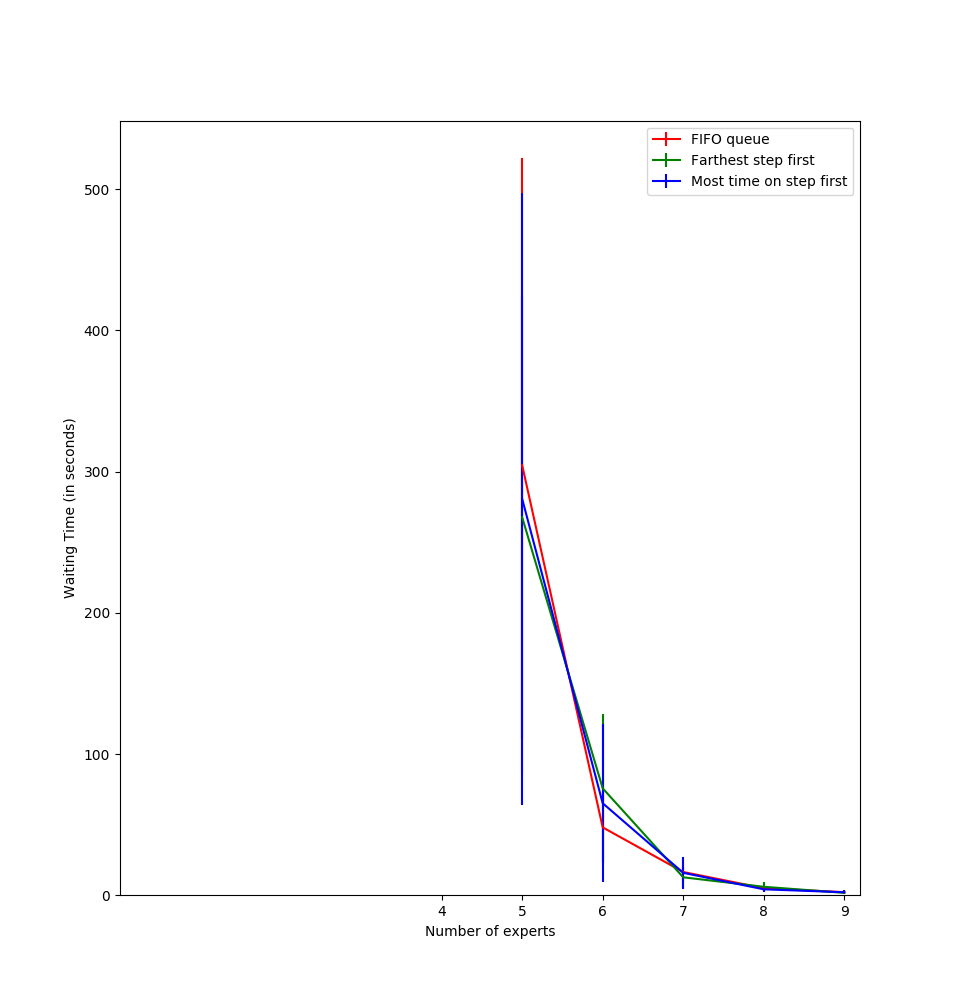 FIFO queue
Farthest step first
Most time on step first
500
400
300
200
100
0
Waiting Time (in seconds)
4 5 6 7 8 9
Number of experts